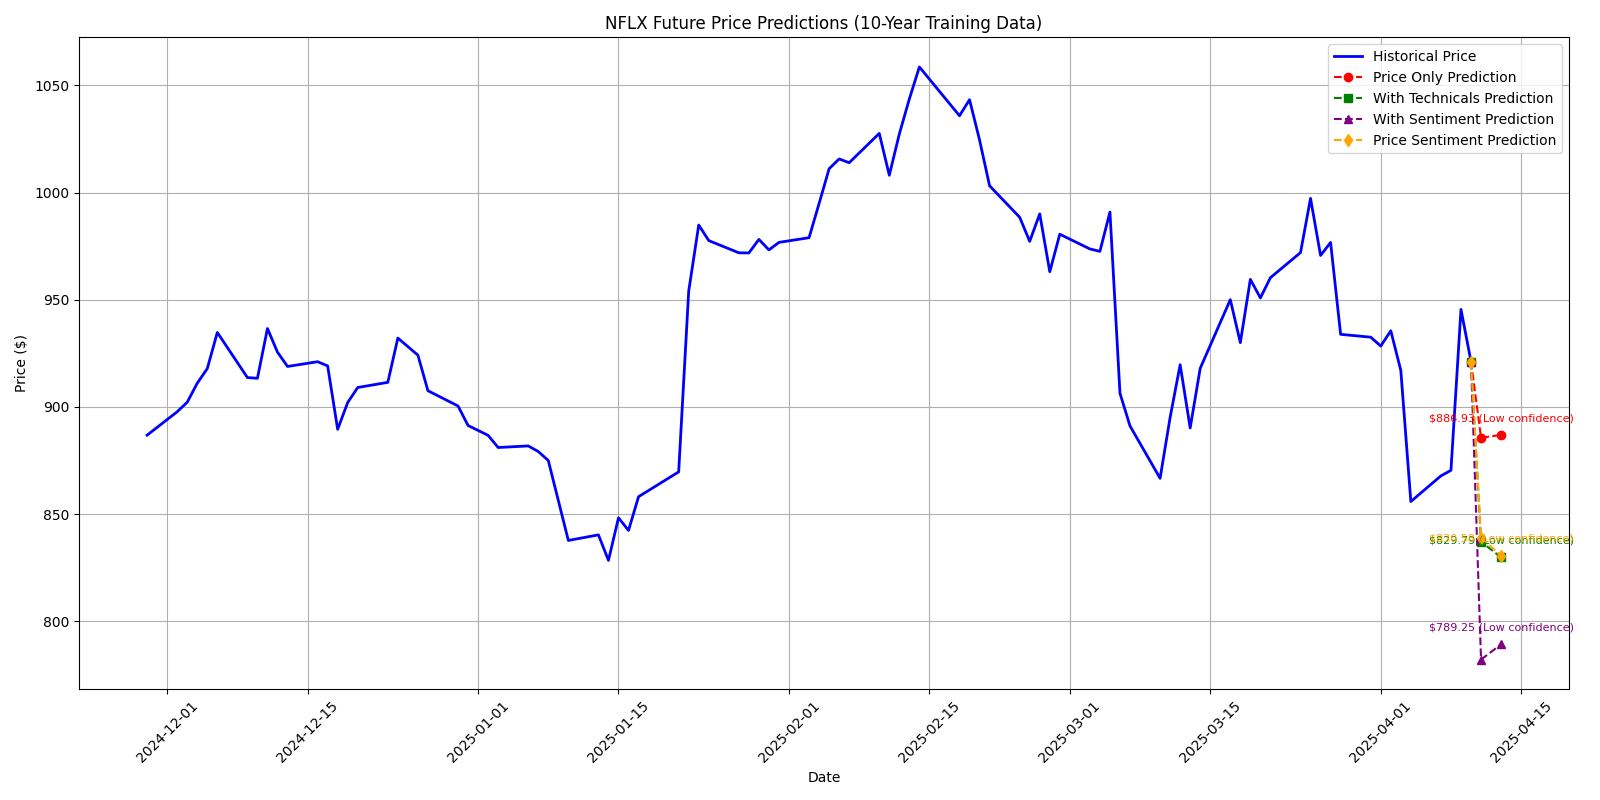 NFLX Future Price Predictions (10-Year Training Data)
Historical Price
Price Only Prediction
With Technicals Prediction
With Sentiment Prediction
Price Sentiment Prediction
Price ($)
1050
1000
950
900
850
800
$886.93 (Low confidence)
$829.79 (Low confidence)
(Low confidence)
$789.25 (Low confidence)
2024-12-01
2024-12-15
2025-01-01
2025-01-15
2025-02-01
2025-02-15
2025-03-01
2025-03-15
2025-04-01
2025-04-15
Date